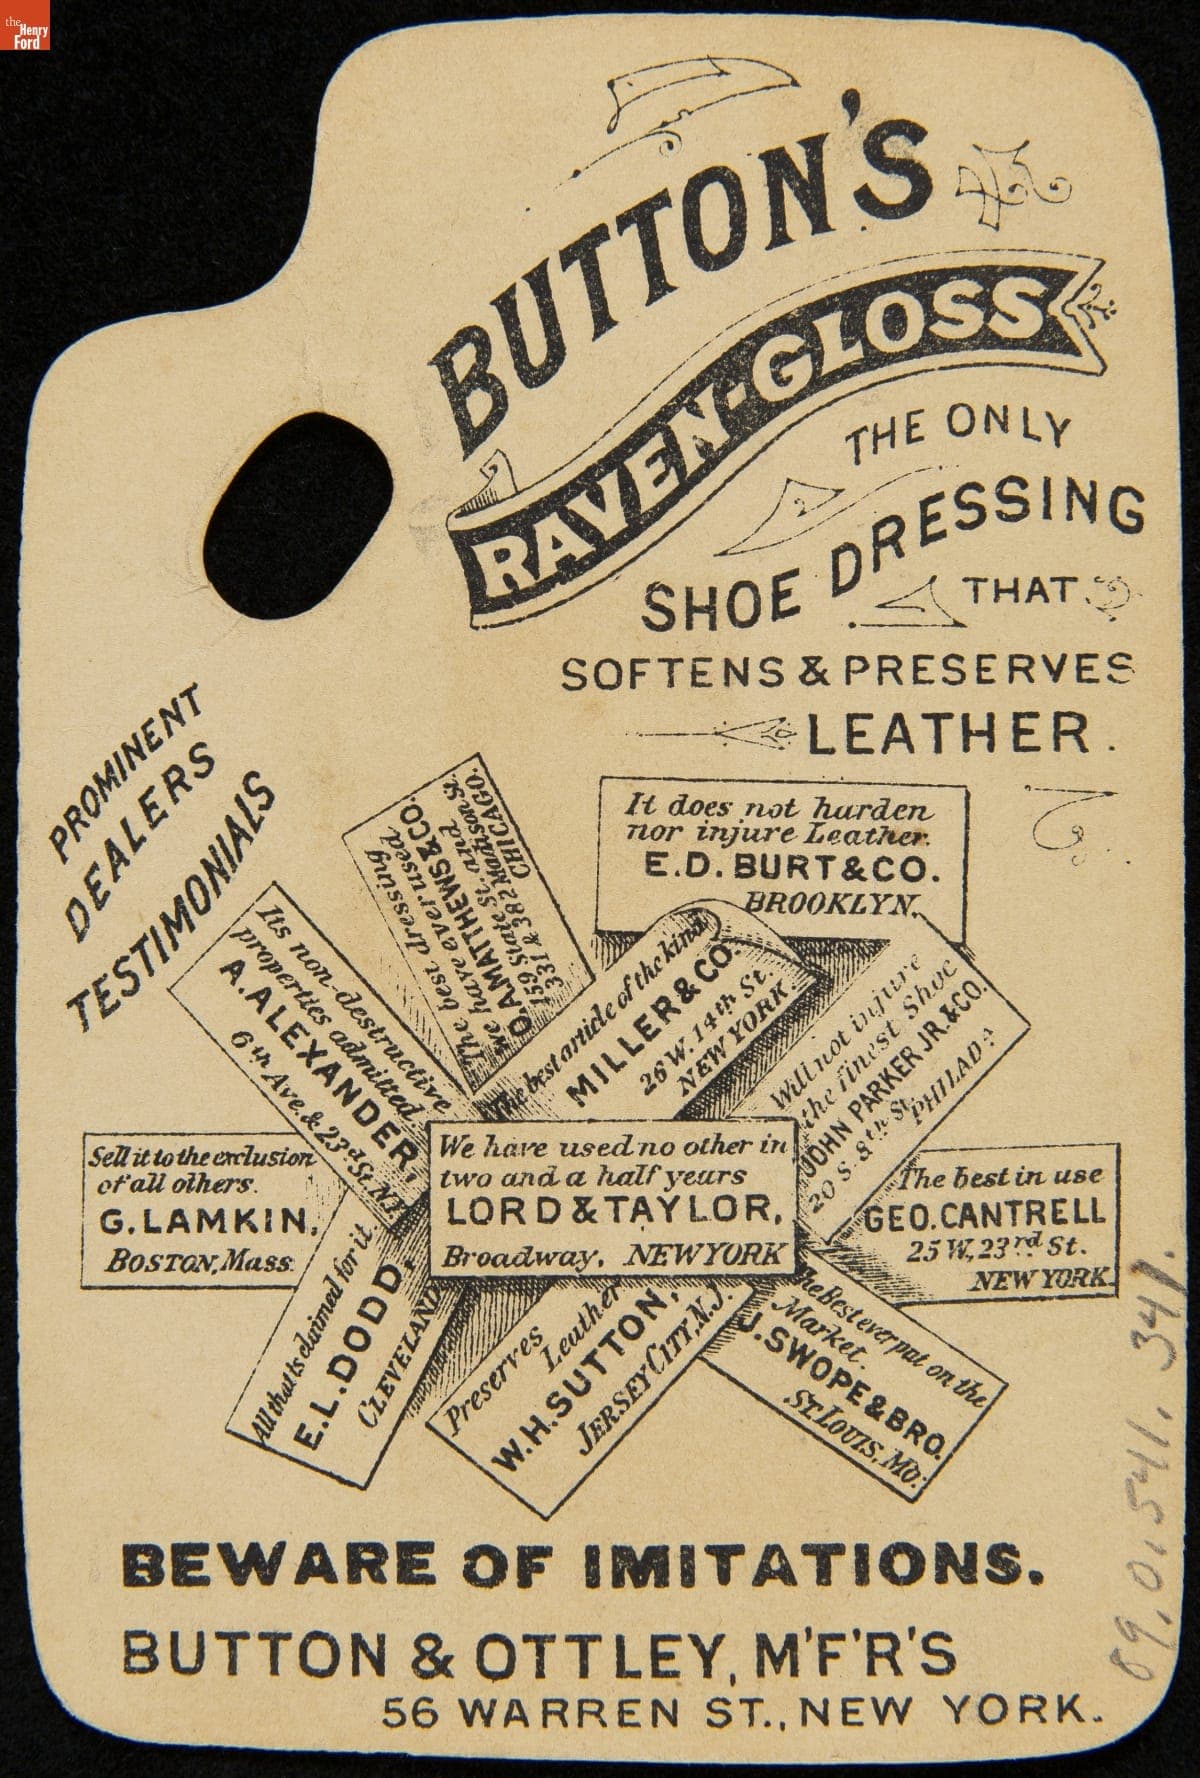 the
Henry
Ford
BUTTON'S
RAVEN-GLOSS
THE ONLY
SHOE DRESSING
THAT
SOFTENS & PRESERVES
LEATHER.
PROMINENT
DEALERS
TESTIMONIALS
The best dressing
we have ever used
O.A. MATTHEWS & CO.
159 State St. and
331 & 382 Madison St.
CHICAGO.
It does not harden
nor injure Leather.
E.D. BURT & CO.
BROOKLYN.
Its non-destructive
properties admitted
A. ALEXANDER,
6th Ave. & 23d St. NY
The best article of the kind
MILLER & CO.
26 W. 14th St.
NEW YORK.
Will not injure
the finest Shoe
JOHN PARKER JR. & CO.
20 S. 8th St. PHILADA
Sell it to the exclusion
of all others.
G. LAMKIN,
BOSTON, Mass.
We have used no other in
two and a half years
LORD & TAYLOR,
Broadway, NEW YORK
The best in use
GEO. CANTRELL
25 W. 23rd St.
NEW YORK.
All that is claimed for it.
E.L. DODD,
CLEVELAND
Preserves
Leather
W.H. SUTTON,
JERSEY CITY, N.J.
The Best ever put on the
Market.
J. SWOPE & BRO.
ST. LOUIS, Mo.
BEWARE OF IMITATIONS.
BUTTON & OTTLEY, M'F'R'S
56 WARREN ST., NEW YORK.
89.0.541.341.